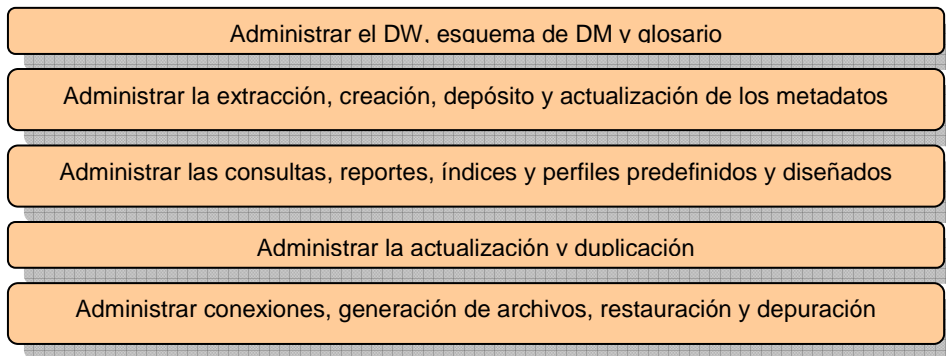 Administrar el DW, esquema de DM y glosario
Administrar la extracción, creación, depósito y actualización de los metadatos
Administrar las consultas, reportes, índices y perfiles predefinidos y diseñados
Administrar la actualización y duplicación
Administrar conexiones, generación de archivos, restauración y depuración